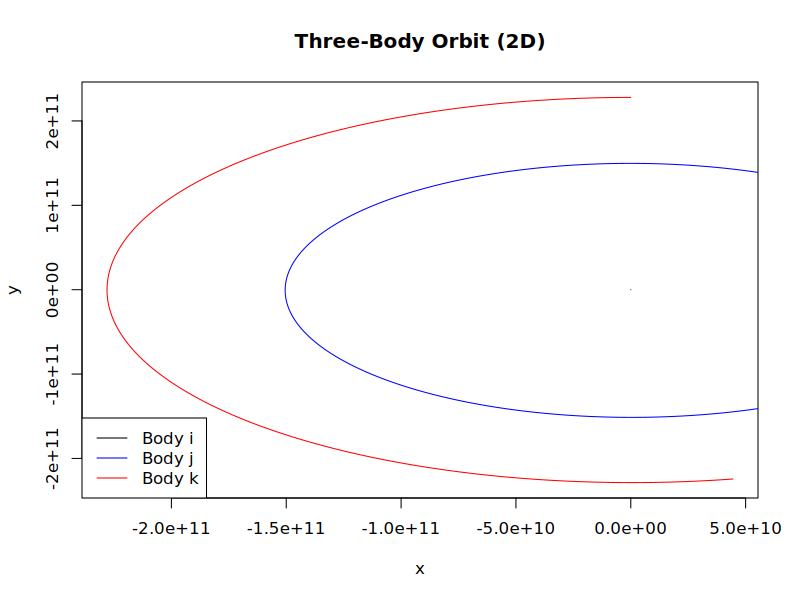 Three-Body Orbit (2D)
y
2e+11
1e+11
0e+00
-1e+11
-2e+11
Body i
Body j
Body k
-2.0e+11 -1.5e+11 -1.0e+11 -5.0e+10 0.0e+00 5.0e+10
x